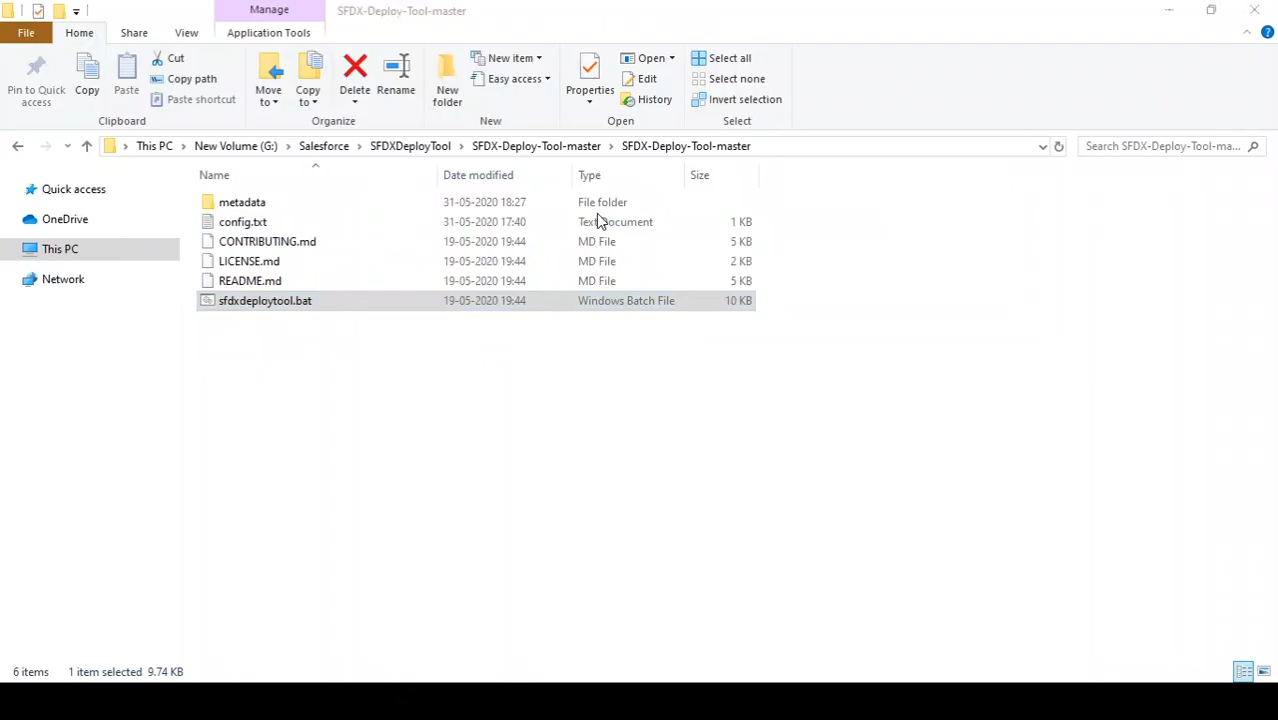 Manage
SFDX-Deploy-Tool-master
File
Home
Share
View
Application Tools
Pin to Quick access
Copy
Paste
Cut
Copy path
Paste shortcut
Clipboard
Move to
Copy to
Delete
Rename
Organize
New folder
New item
Easy access
New
Properties
Open
Edit
History
Open
Select all
Select none
Invert selection
Select
This PC
New Volume (G:)
Salesforce
SFDXDeployTool
SFDX-Deploy-Tool-master
SFDX-Deploy-Tool-master
Search SFDX-Deploy-Tool-ma...
Quick access
OneDrive
This PC
Network
Name Date modified Type Size
metadata 31-05-2020 18:27 File folder
config.txt 31-05-2020 17:40 Text Document 1 KB
CONTRIBUTING.md 19-05-2020 19:44 MD File 5 KB
LICENSE.md 19-05-2020 19:44 MD File 2 KB
README.md 19-05-2020 19:44 MD File 5 KB
sfdxdeploytool.bat 19-05-2020 19:44 Windows Batch File 10 KB
6 items 1 item selected 9.74 KB